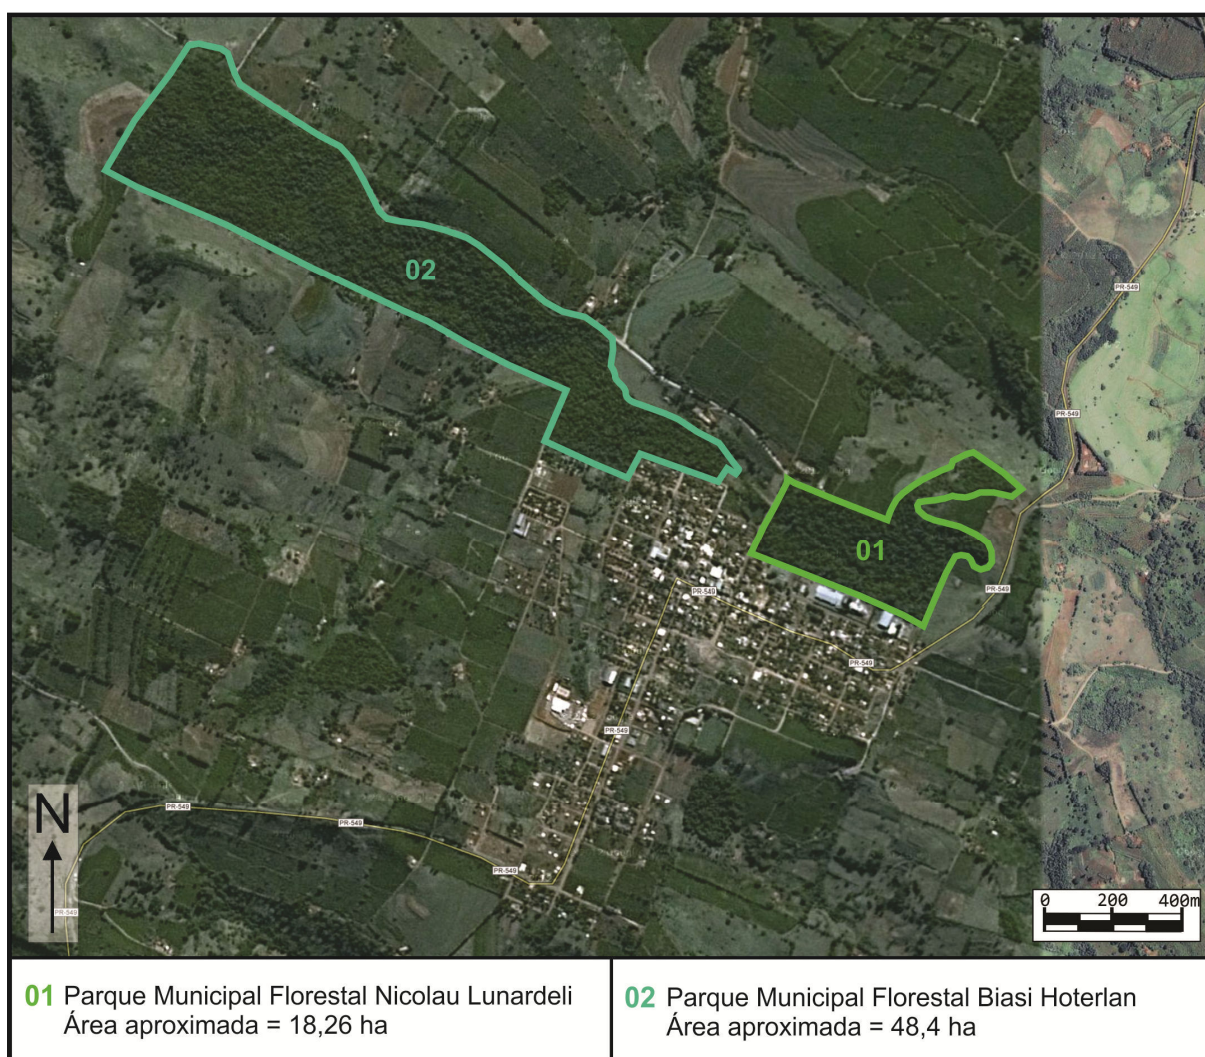 02
PR-549
PR-549
01
PR-549
PR-549
PR-549
PR-549
PR-549
PR-549
PR-549
PR-549
N
0 200 400m
01 Parque Municipal Florestal Nicolau Lunardeli
Área aproximada = 18,26 ha
02 Parque Municipal Florestal Biasi Hoterlan
Área aproximada = 48,4 ha